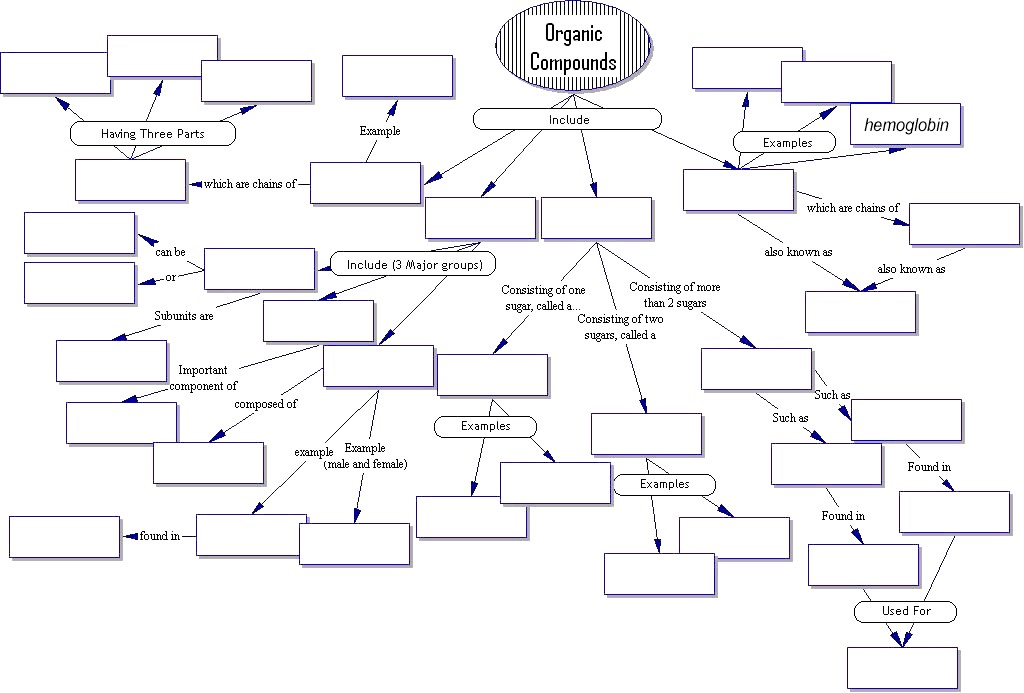 Organic
Compounds
Include
Having Three Parts
Example
hemoglobin
Examples
which are chains of
which are chains of
can be
or
Include (3 Major groups)
also known as
also known as
Consisting of one
sugar, called a...
Consisting of more
than 2 sugars
Consisting of two
sugars, called a
Subunits are
Important
component of
composed of
Such as
Such as
Examples
example
Example
(male and female)
Found in
Examples
Found in
found in
Used For